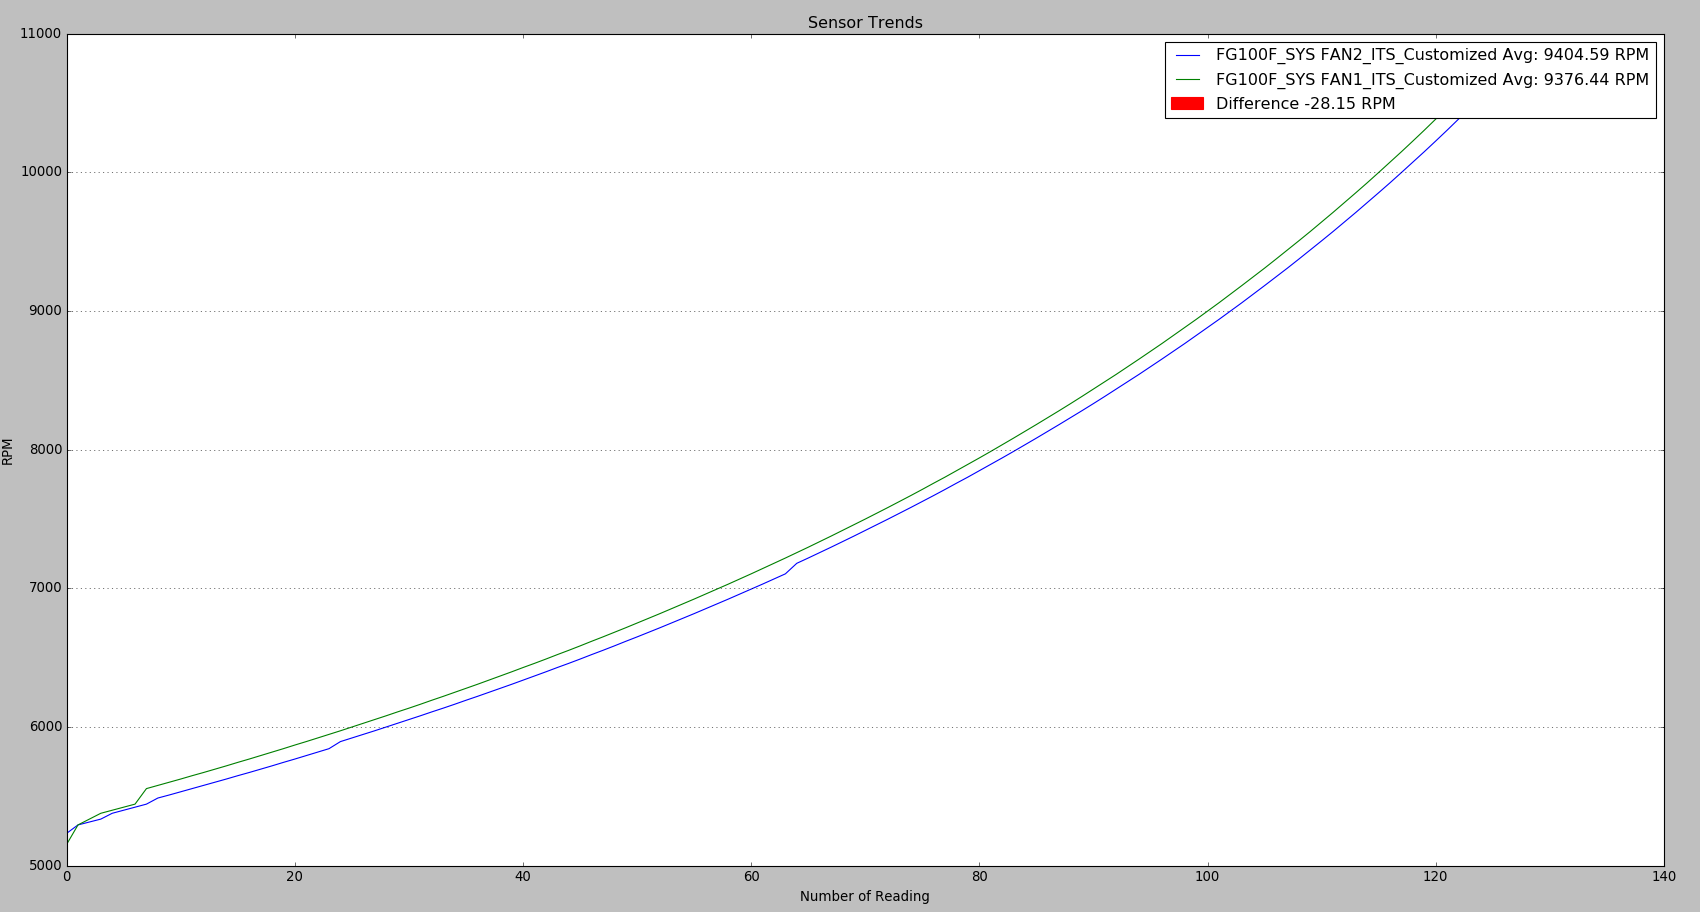 Sensor Trends
11000
10000
9000
8000
7000
6000
5000
RPM
FG100F_SYS FAN2_ITS_Customized Avg: 9404.59 RPM
FG100F_SYS FAN1_ITS_Customized Avg: 9376.44 RPM
Difference -28.15 RPM
0 20 40 60 80 100 120 140
Number of Reading